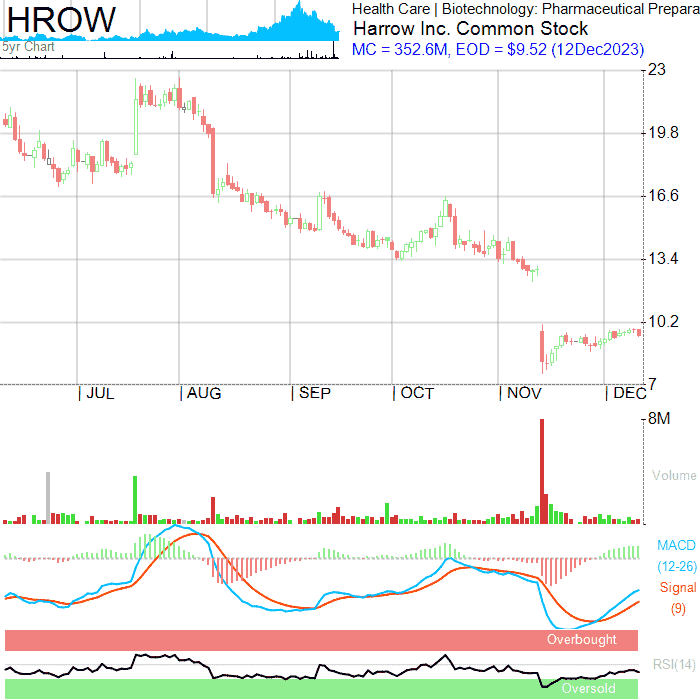 HROW
5yr Chart
Health Care | Biotechnology: Pharmaceutical Prepara
Harrow Inc. Common Stock
MC = 352.6M, EOD = $9.52 (12Dec2023)
23
19.8
16.6
13.4
10.2
7
| JUL | AUG | SEP | OCT | NOV | DEC
8M
Volume
MACD
(12-26)
Signal
(9)
Overbought
RSI(14)
Oversold